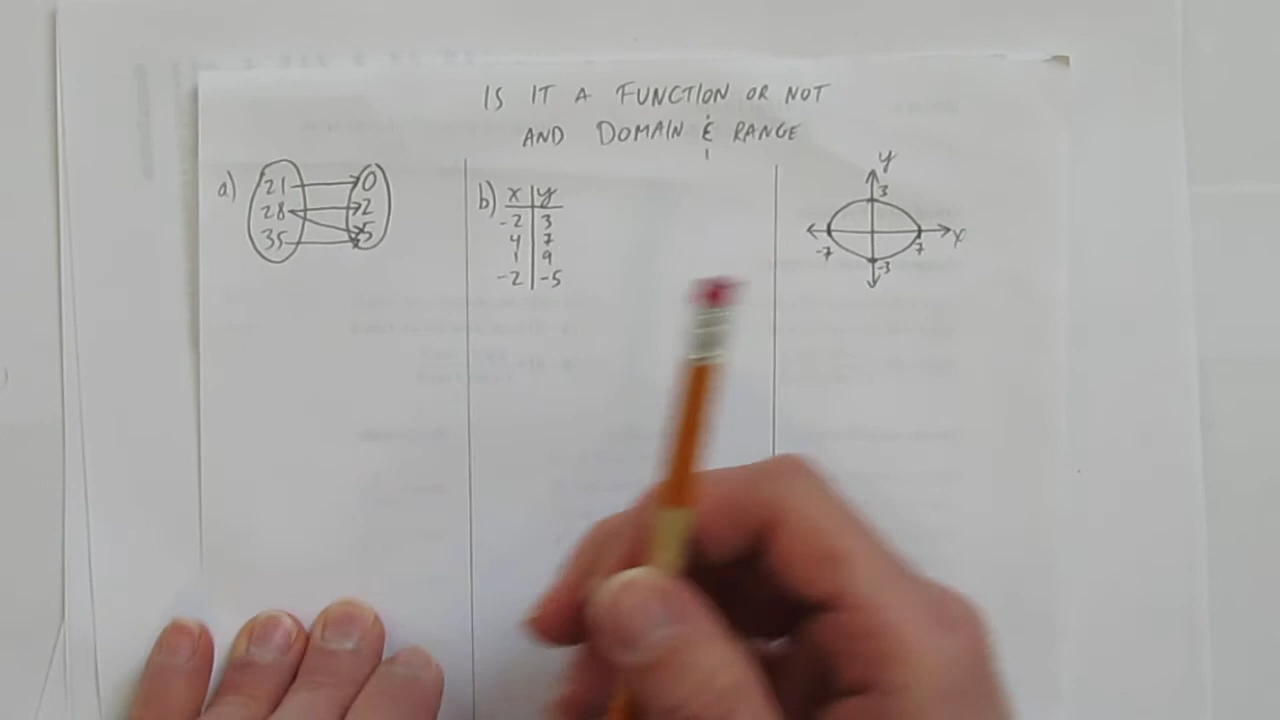 IS IT A FUNCTION OR NOT
AND DOMAIN & RANGE
a)
21 0
28 2
35 5
b) x y
-2 3
4 7
1 9
-2 -5
y
3
-7 7 x
-3